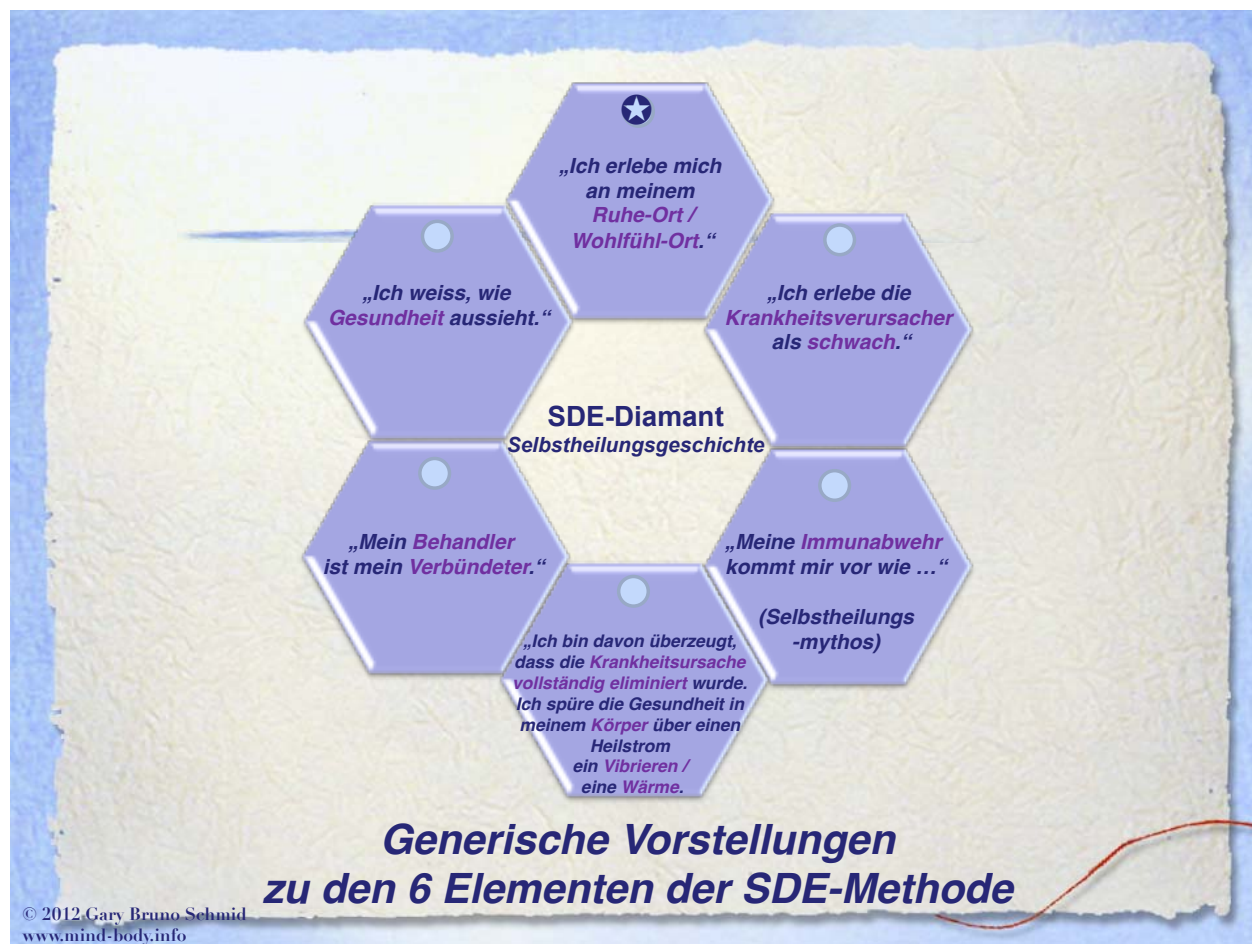 „Ich erlebe mich
an meinem
Ruhe-Ort /
Wohlfühl-Ort.“
„Ich weiss, wie
Gesundheit aussieht.“
„Ich erlebe die
Krankheitsverursacher
als schwach.“
SDE-Diamant
Selbstheilungsgeschichte
„Mein Behandler
ist mein Verbündeter.“
„Meine Immunabwehr
kommt mir vor wie …“
(Selbstheilungs
-mythos)
„Ich bin davon überzeugt,
dass die Krankheitsursache
vollständig eliminiert wurde.
Ich spüre die Gesundheit in
meinem Körper über einen
Heilstrom
ein Vibrieren /
eine Wärme.
Generische Vorstellungen
zu den 6 Elementen der SDE-Methode
© 2012 Gary Bruno Schmid
www.mind-body.info